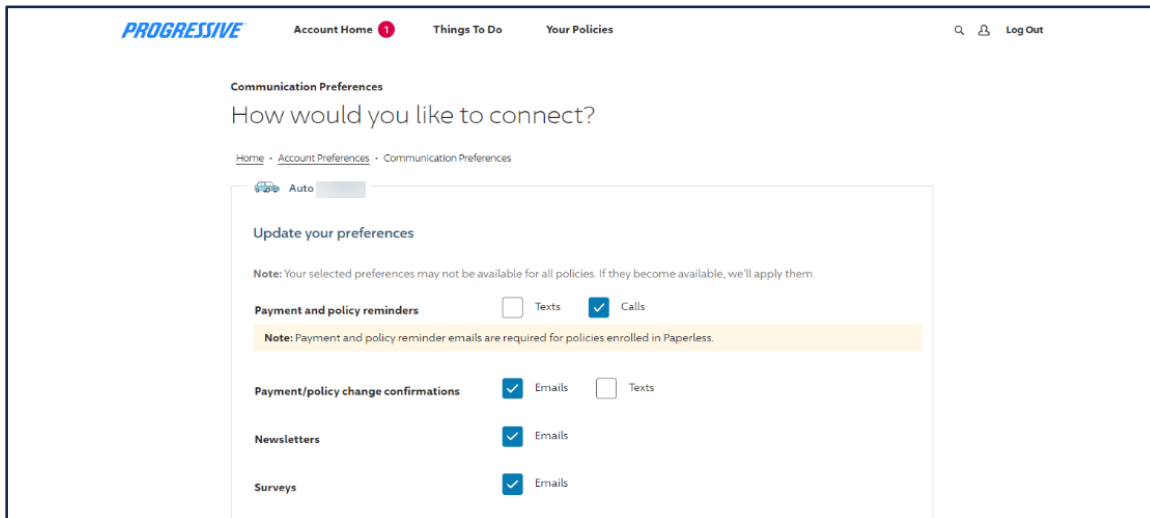 PROGRESSIVE Account Home 1 Things To Do Your Policies Log Out
Communication Preferences
How would you like to connect?
Home • Account Preferences • Communication Preferences
Auto
Update your preferences
Note: Your selected preferences may not be available for all policies. If they become available, we'll apply them.
Payment and policy reminders Texts Calls
Note: Payment and policy reminder emails are required for policies enrolled in Paperless.
Payment/policy change confirmations Emails Texts
Newsletters Emails
Surveys Emails